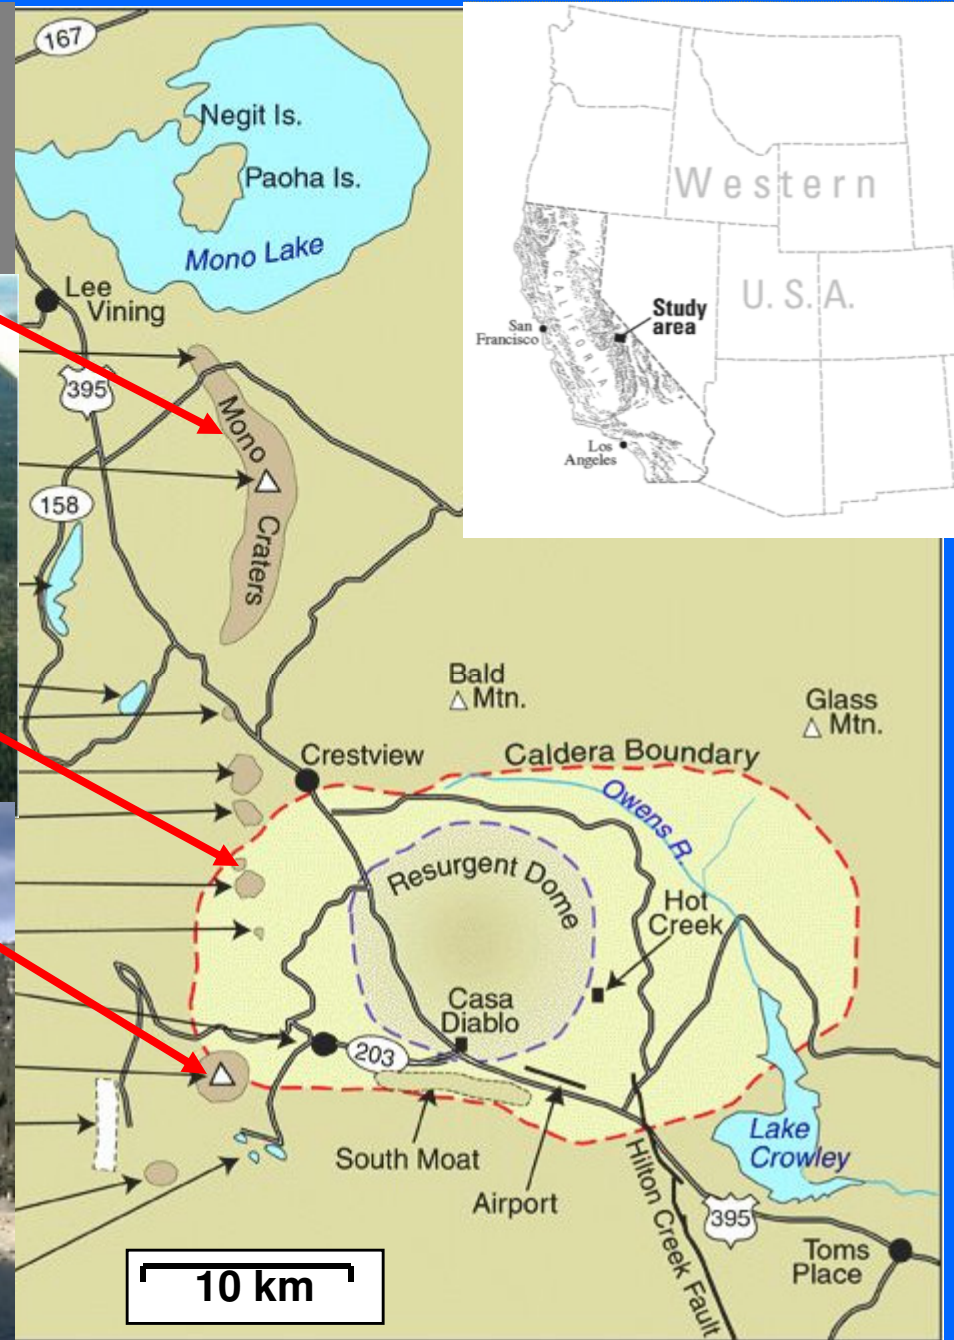 167
Negit Is.
Paoha Is.
Mono Lake
Lee
Vining
395
Mono
Craters
158
Western
U.S.A.
CALIFORNIA
San
Francisco
Study
area
Los
Angeles
Bald
Mtn.
Glass
Mtn.
Crestview
Caldera Boundary
Owens R.
Resurgent Dome
Hot
Creek
Casa
Diablo
203
South Moat
Airport
Hilton Creek Fault
Lake
Crowley
395
Toms
Place
10 km